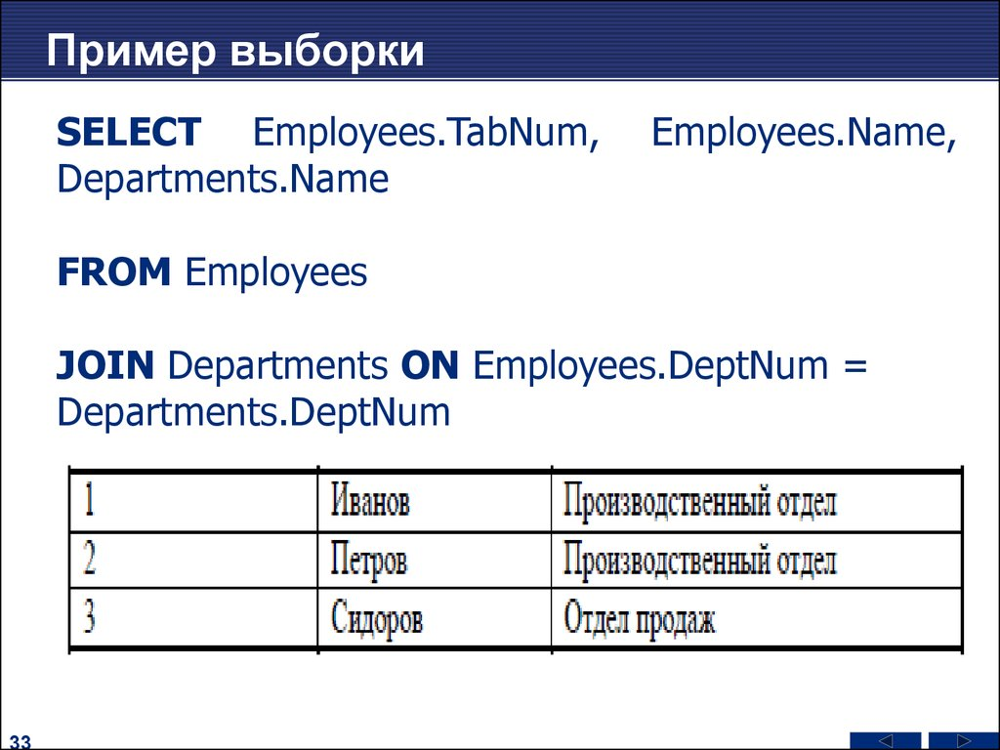 Пример выборки
SELECT Employees.TabNum, Employees.Name,
Departments.Name
FROM Employees
JOIN Departments ON Employees.DeptNum =
Departments.DeptNum
1 Иванов Производственный отдел
2 Петров Производственный отдел
3 Сидоров Отдел продаж
33